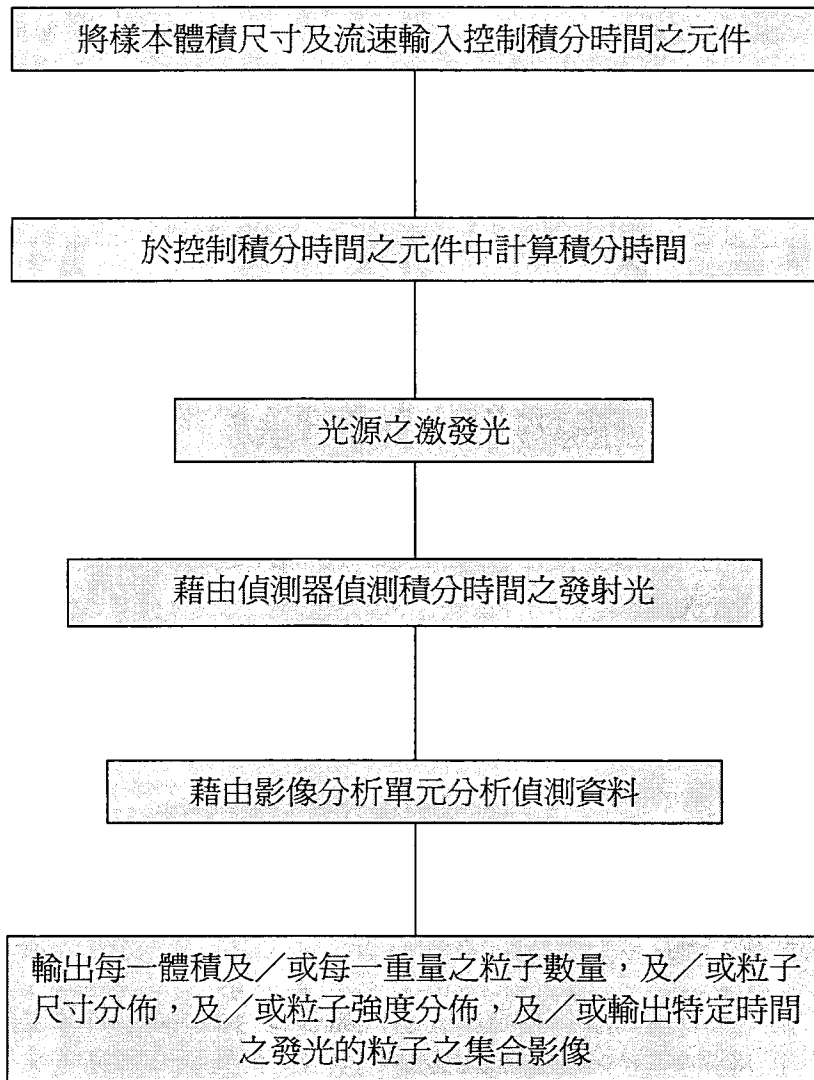 將樣本體積尺寸及流速輸入控制積分時間之元件
於控制積分時間之元件中計算積分時間
光源之激發光
藉由偵測器偵測積分時間之發射光
藉由影像分析單元分析偵測資料
輸出每一體積及／或每一重量之粒子數量，及／或粒子
尺寸分佈，及／或粒子強度分佈，及／或輸出特定時間
之發光的粒子之集合影像